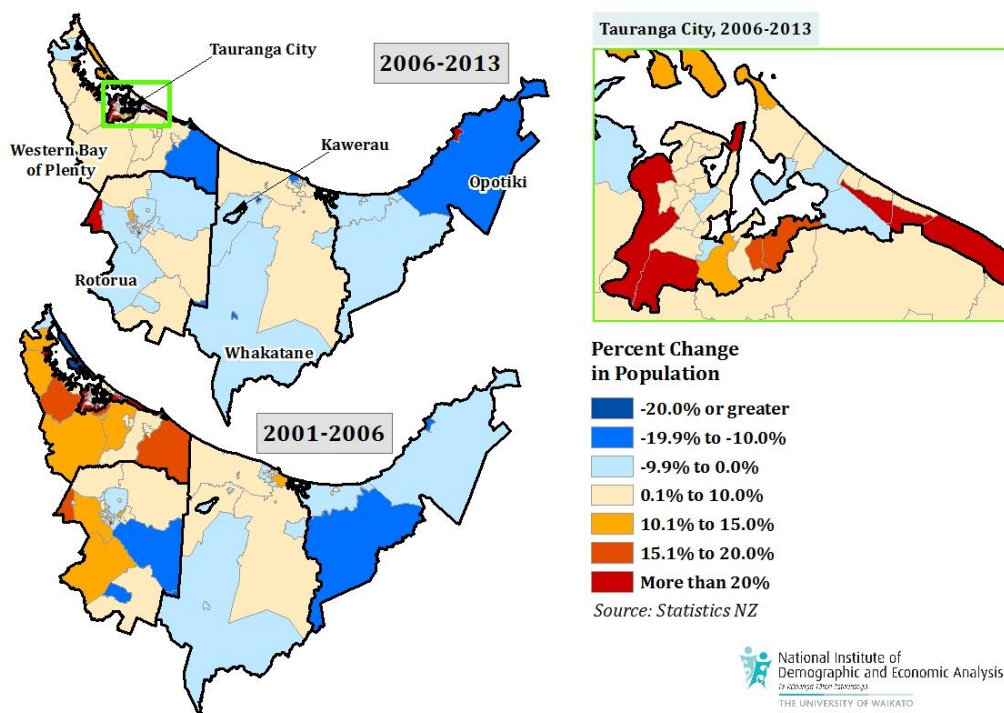 Tauranga City
2006-2013
Western Bay
of Plenty
Kawerau
Opotiki
Rotorua
Whakatane
2001-2006
Tauranga City, 2006-2013
Percent Change
in Population
-20.0% or greater
-19.9% to -10.0%
-9.9% to 0.0%
0.1% to 10.0%
10.1% to 15.0%
15.1% to 20.0%
More than 20%
Source: Statistics NZ
National Institute of
Demographic and Economic Analysis
THE UNIVERSITY OF WAIKATO